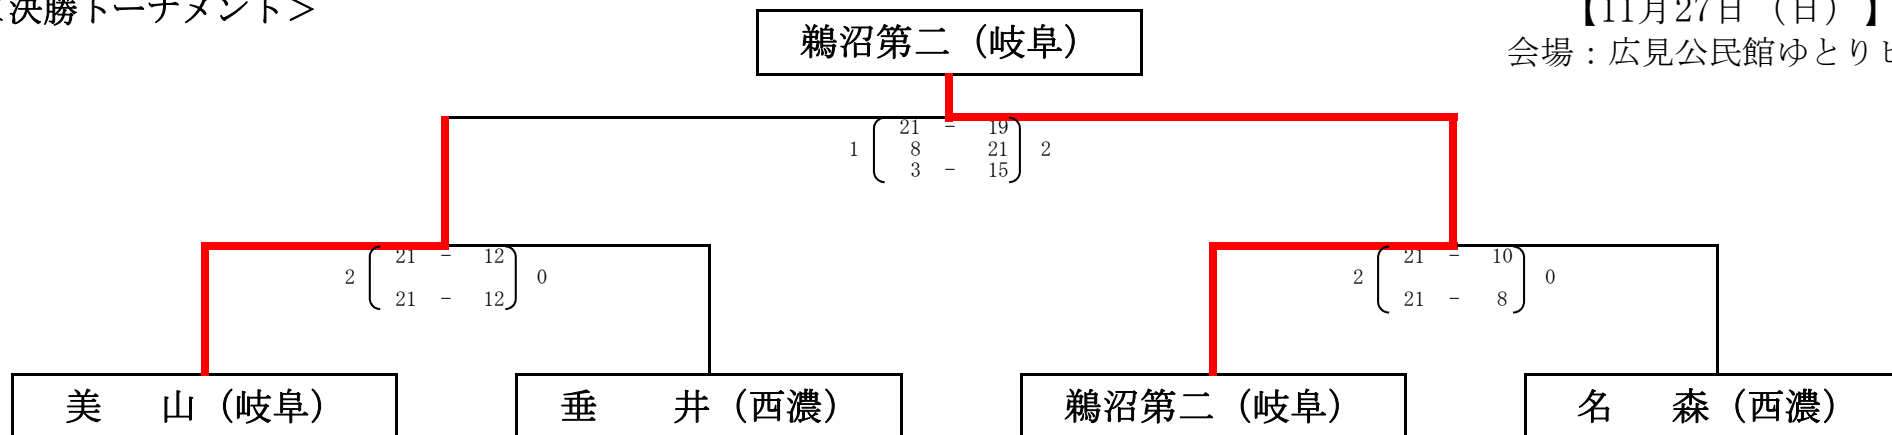 決勝トーナメント＞
【11月27日（日）】
会場：広見公民館ゆとりピ
鵜沼第二（岐阜）
21 － 19
1 8 21 2
3 － 15
21 － 12
2 0
21 － 12
21 － 10
2 0
21 － 8
美　山（岐阜）
垂　井（西濃）
鵜沼第二（岐阜）
名　森（西濃）